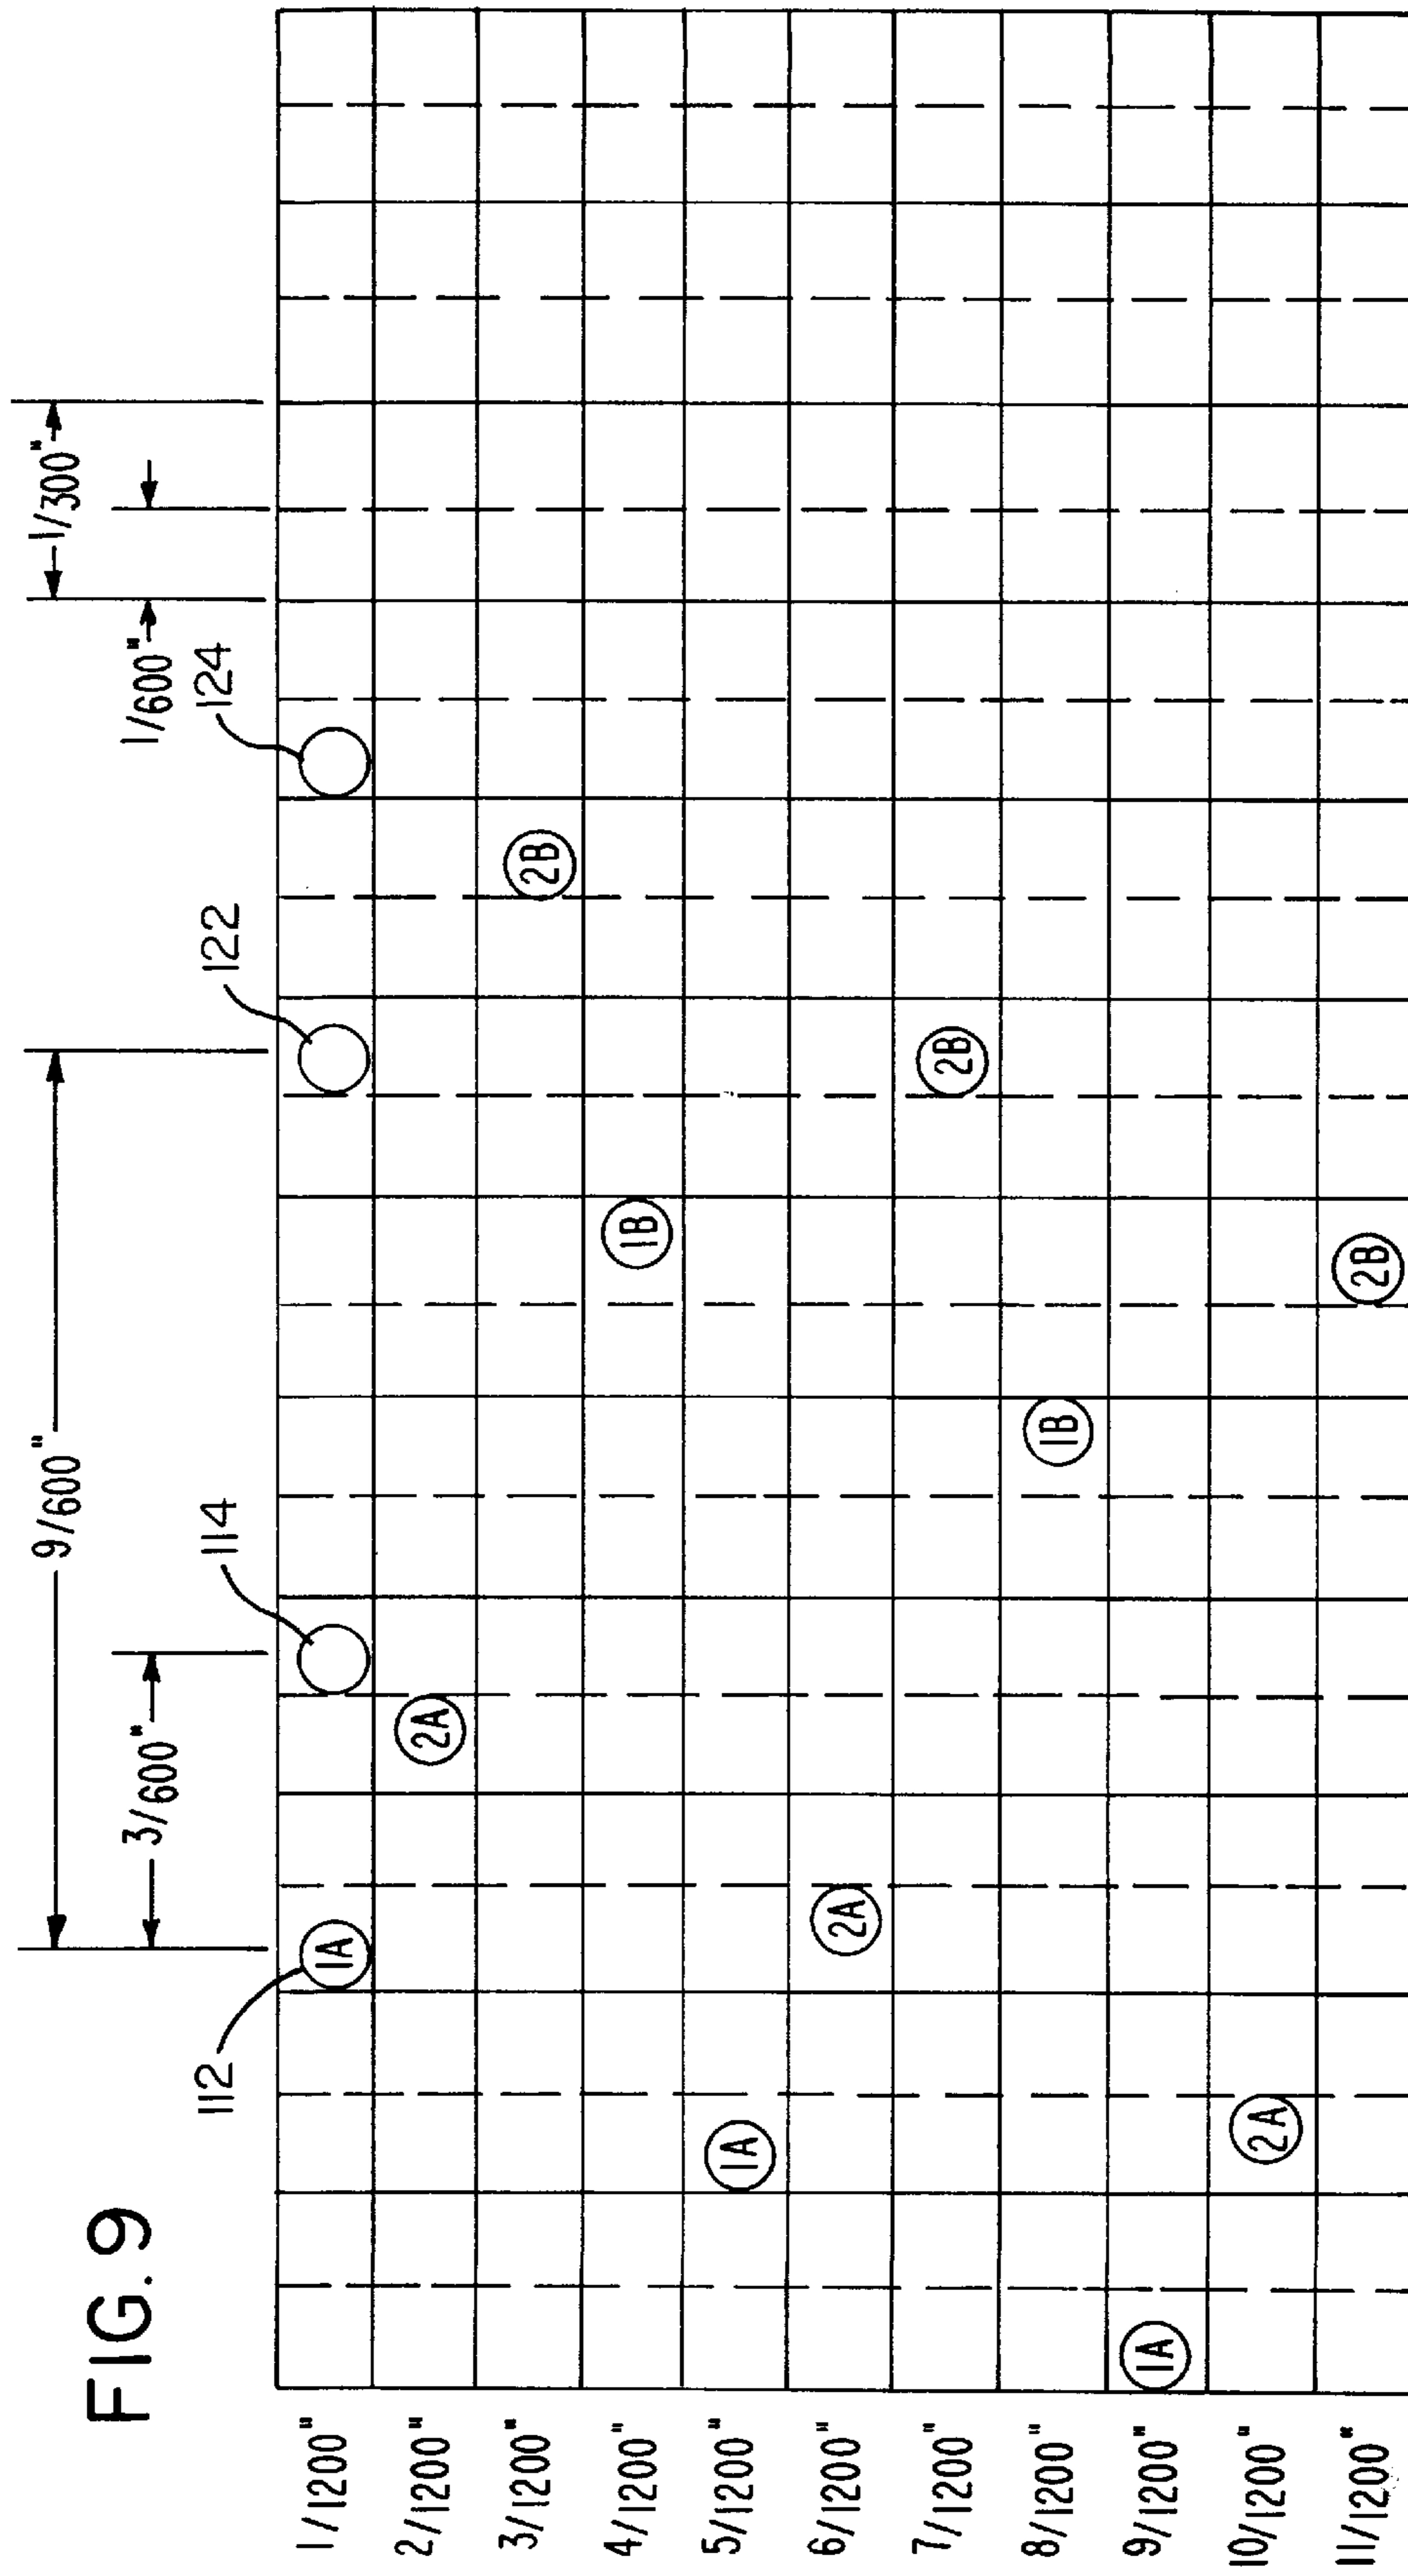 FIG. 9
9/600"
1/300"
3/600"
1/600"
112
114
122
124
1/1200" 1A
2/1200" 2A
3/1200" 2B
4/1200" 1B
5/1200" 1A
6/1200" 2A
7/1200" 2B
8/1200" 1B
9/1200" 1A
10/1200" 2A
11/1200" 2B